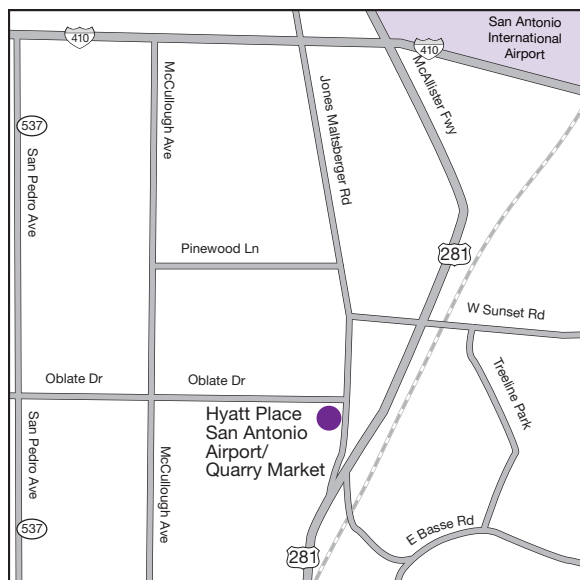 San Antonio
International
Airport
410
410
McAllister Fwy
McCullough Ave
Jones Maltsberger Rd
537
San Pedro Ave
Pinewood Ln
281
W Sunset Rd
Oblate Dr
Oblate Dr
Treeline Park
Hyatt Place
San Antonio
Airport/
Quarry Market
San Pedro Ave
McCullough Ave
537
E Basse Rd
281